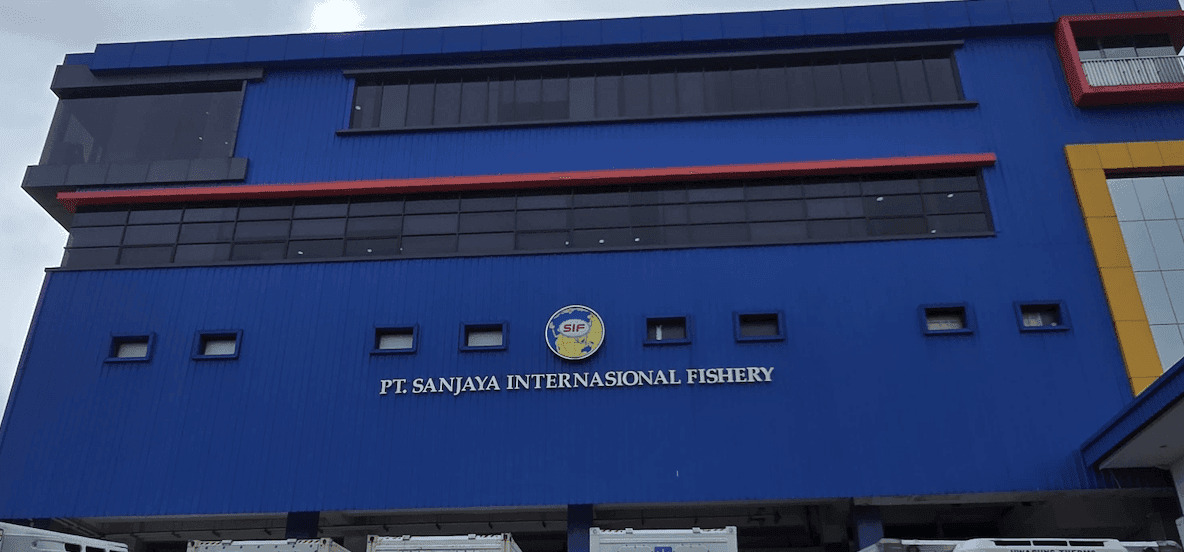 SIF
PT. SANJAYA INTERNASIONAL FISHERY